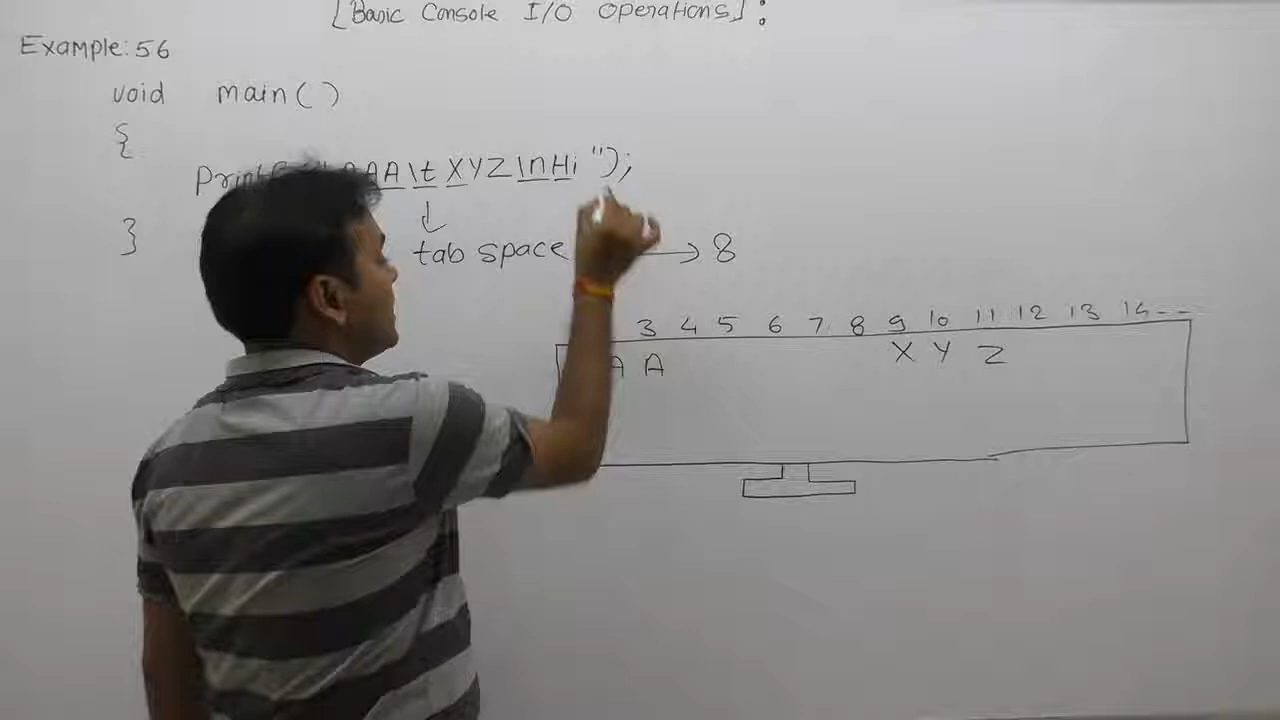 [Basic Console I/O Operations]:
Example: 56
void main( )
{
AA\t XYZ\nHi");
}
tab space → 8
3 4 5 6 7 8 9 10 11 12 13 14 - -
A A X Y Z